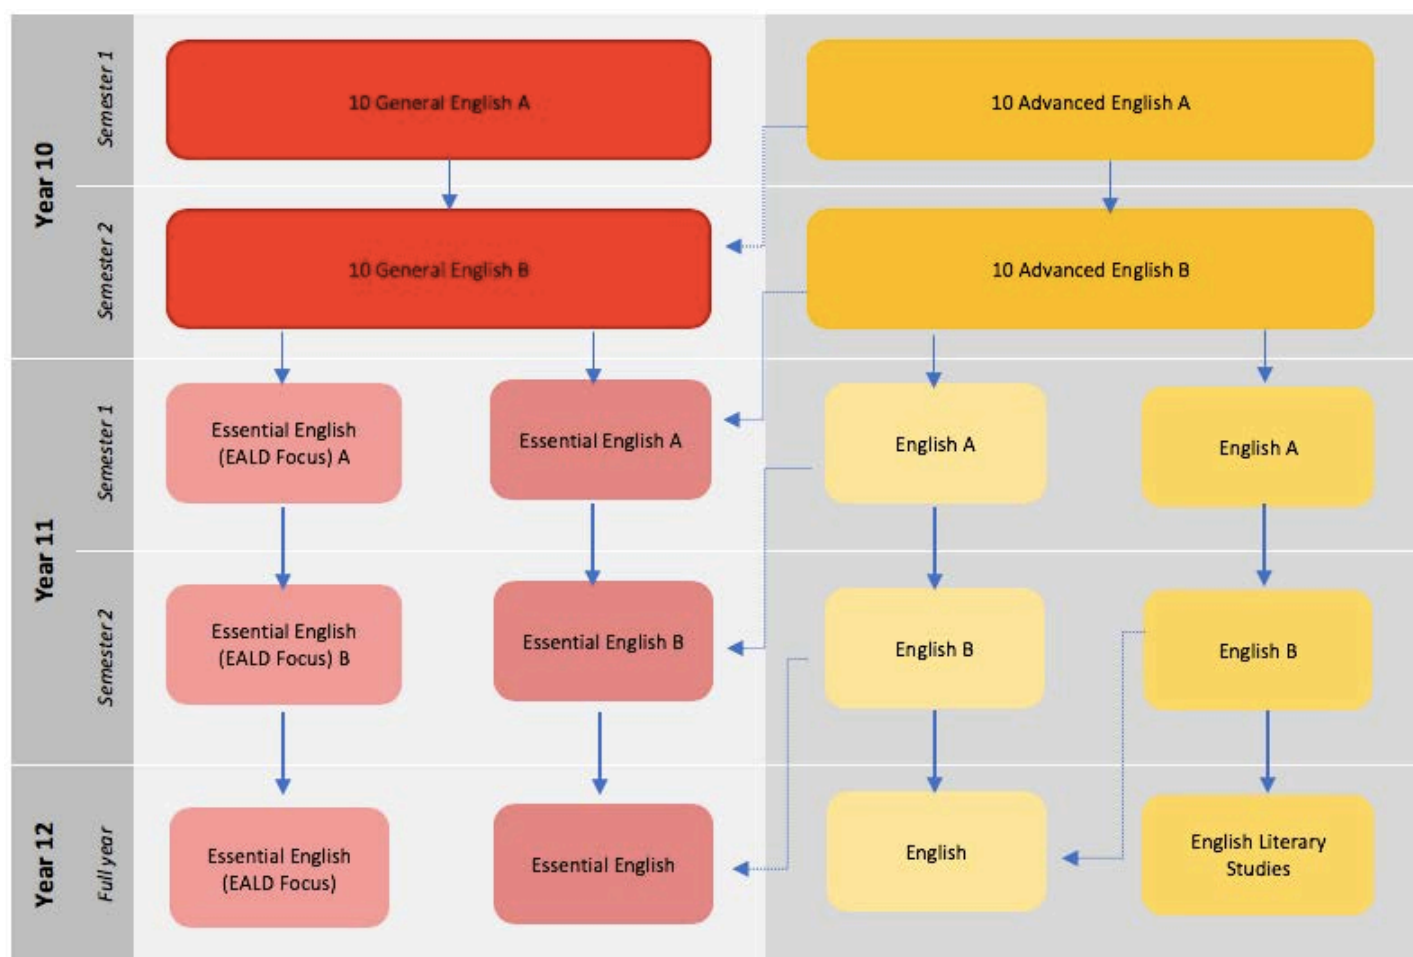 Year 10
Semester 1
10 General English A
10 Advanced English A
Semester 2
10 General English B
10 Advanced English B
Year 11
Semester 1
Essential English
(EALD Focus) A
Essential English A
English A
English A
Semester 2
Essential English
(EALD Focus) B
Essential English B
English B
English B
Year 12
Full year
Essential English
(EALD Focus)
Essential English
English
English Literary
Studies